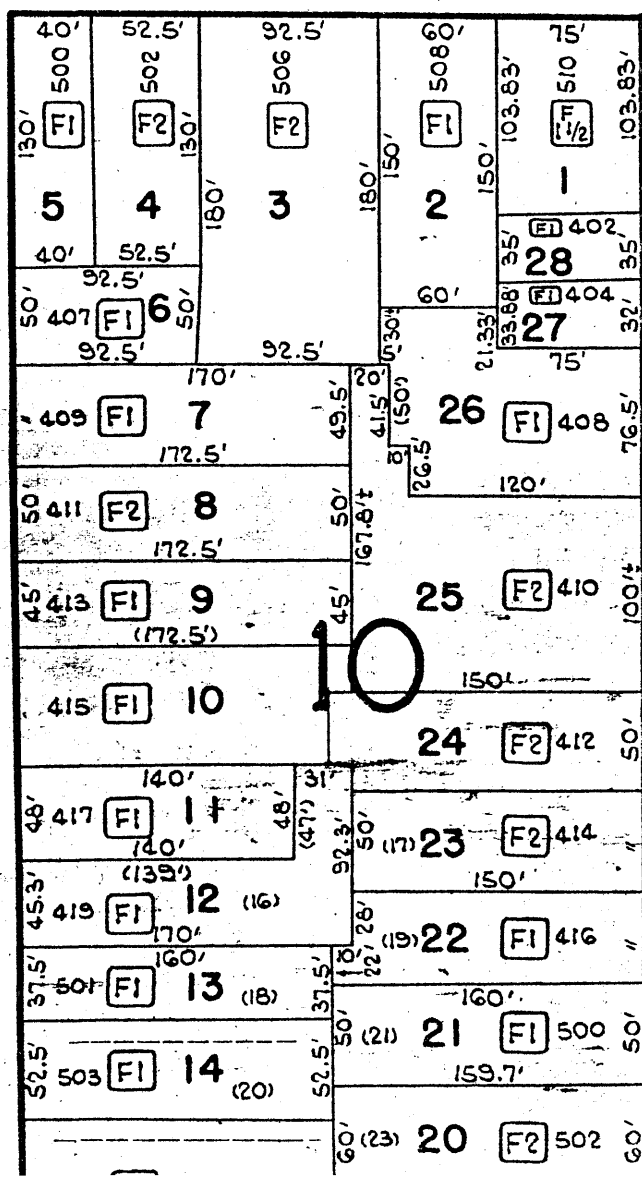 40' 52.5' 92.5' 60' 75'
500 502 506 508 510
103.83' 103.83'
F1 F2 F2 F1 F 1 1/2
130' 130'
150' 150'
1
5 4 3 2
180' 180'
F1 402
35' 28 35'
40' 52.5'
92.5'
60' F1 404
33.88' 27 32'
50' 407 F1 6 50'
30' 21.33'
92.5' 92.5' 5' 75'
170' 20'
" 409 F1 7 49.5' 41.5' (50') 26 F1 408 76.5'
172.5' 8' 26.5'
120'
50' 411 F2 8 50' 167.8'±
172.5'
45' 413 F1 9 45' 25 F2 410 100'±
(172.5')
10
150'
415 F1 10
24 F2 412 50'
140' 31'
48' 417 F1 11 48' (47') 92.3' 50' (17) 23 F2 414 "
140' 150'
(139')
45.3' 419 F1 12 (16) 28' (19) 22 F1 416 "
170' 10' 22'
160' 160'
37.5' 501 F1 13 (18) 37.5' 50' (21) 21 F1 500 50'
159.7'
52.5' 503 F1 14 (20) 52.5'
60' (23) 20 F2 502 60'